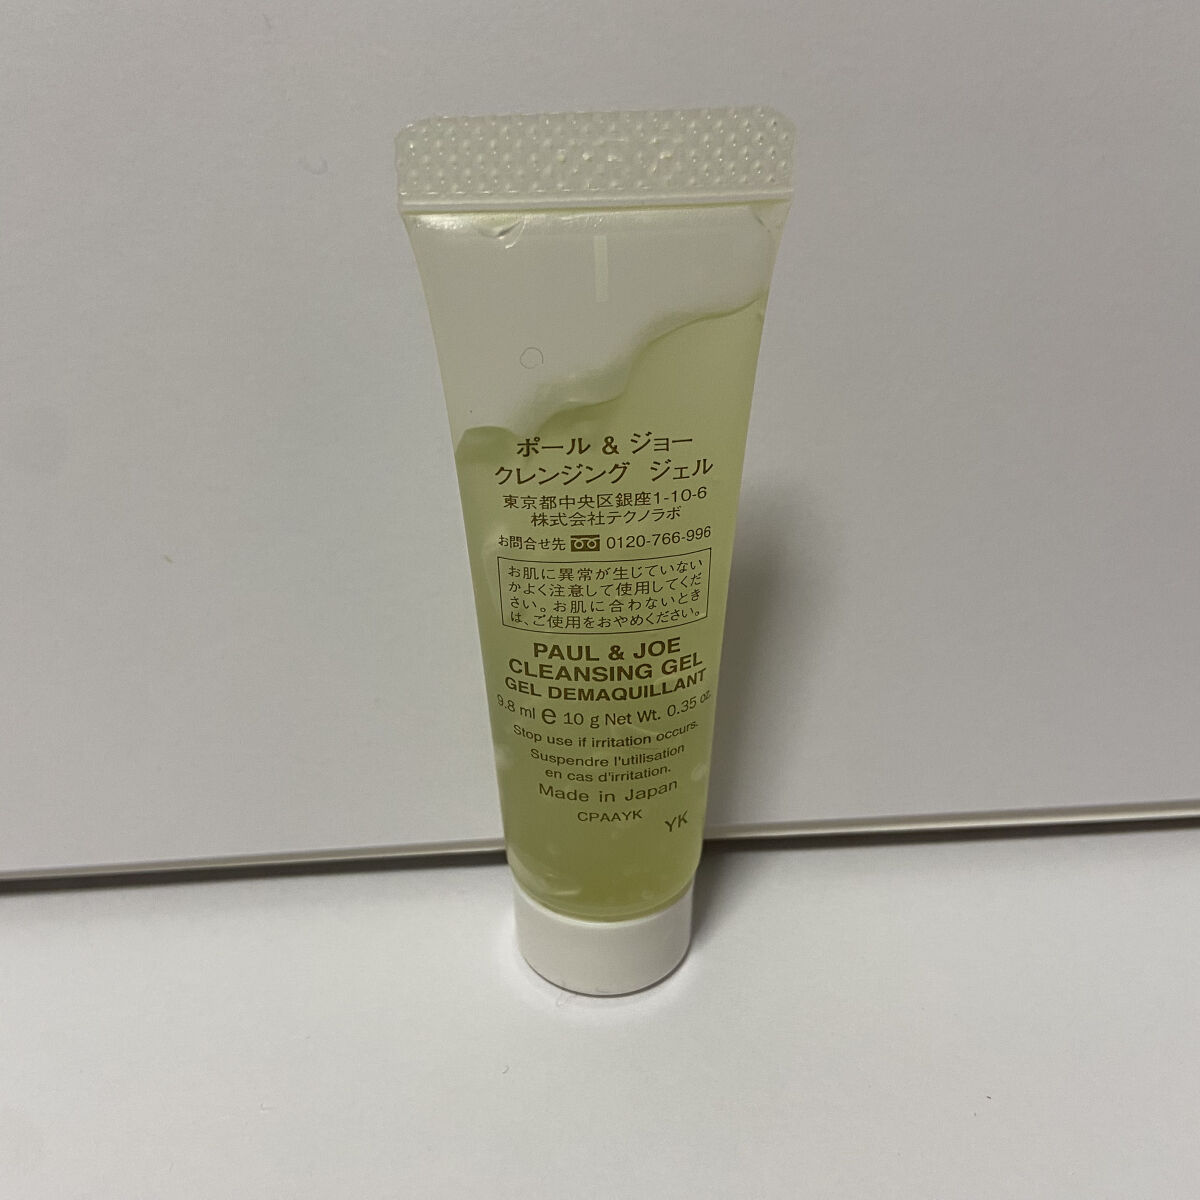 ポール & ジョー
クレンジング ジェル
東京都中央区銀座1-10-6
株式会社テクノラボ
お問合せ先 0120-766-996
お肌に異常が生じていない
かよく注意して使用してくだ
さい。お肌に合わないとき
は、ご使用をおやめください。
PAUL & JOE
CLEANSING GEL
GEL DEMAQUILLANT
9.8 ml e 10 g Net Wt. 0.35 oz.
Stop use if irritation occurs.
Suspendre l'utilisation
en cas d'irritation.
Made in Japan
CPAAYK
YK